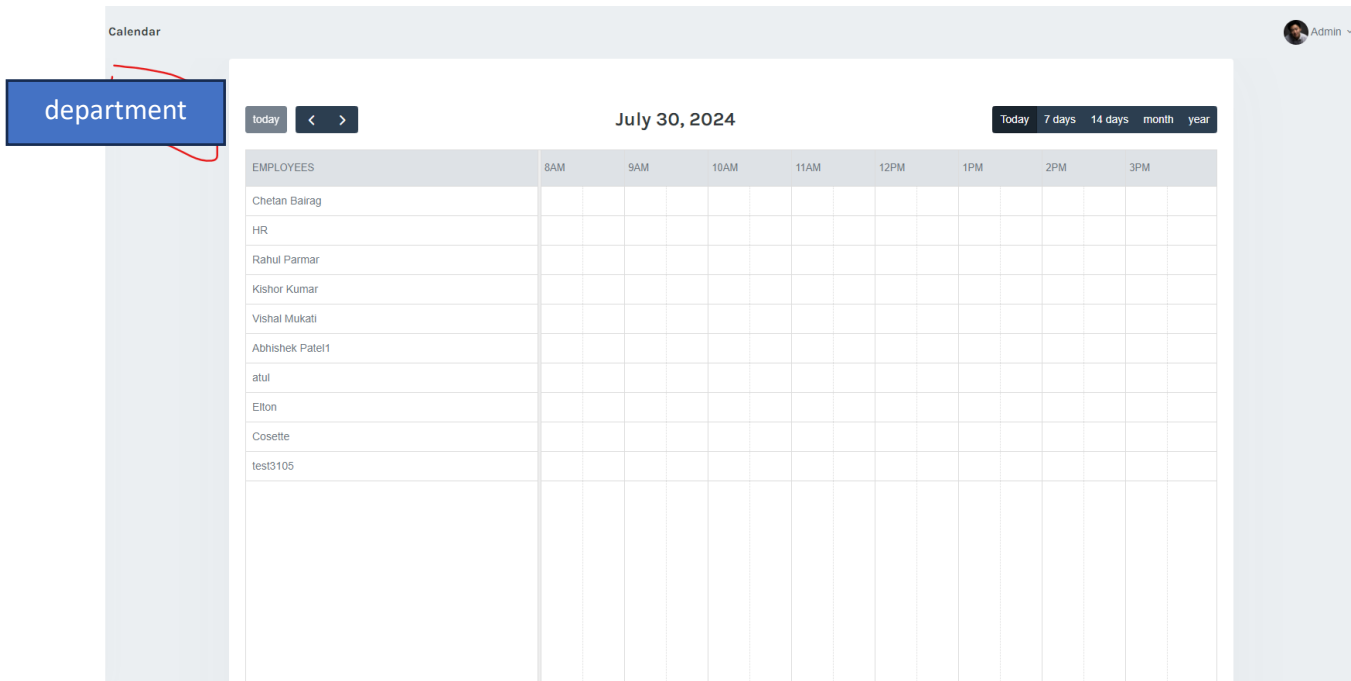 Calendar
Admin
department
today
July 30, 2024
Today 7 days 14 days month year
EMPLOYEES 8AM 9AM 10AM 11AM 12PM 1PM 2PM 3PM
Chetan Bairag
HR
Rahul Parmar
Kishor Kumar
Vishal Mukati
Abhishek Patel1
atul
Elton
Cosette
test3105